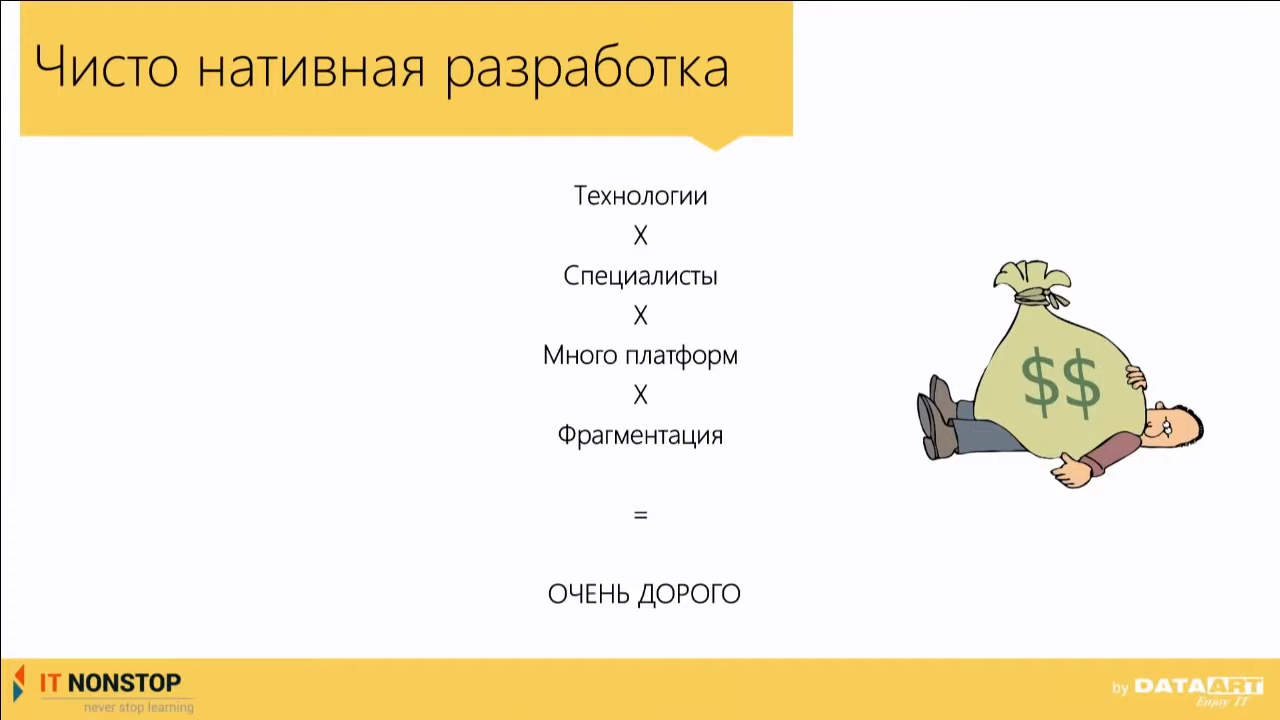 Чисто нативная разработка
Технологии
X
Специалисты
X
Много платформ
X
Фрагментация
=
ОЧЕНЬ ДОРОГО
$$
IT NONSTOP
never stop learning
by DATAART
Enjoy IT